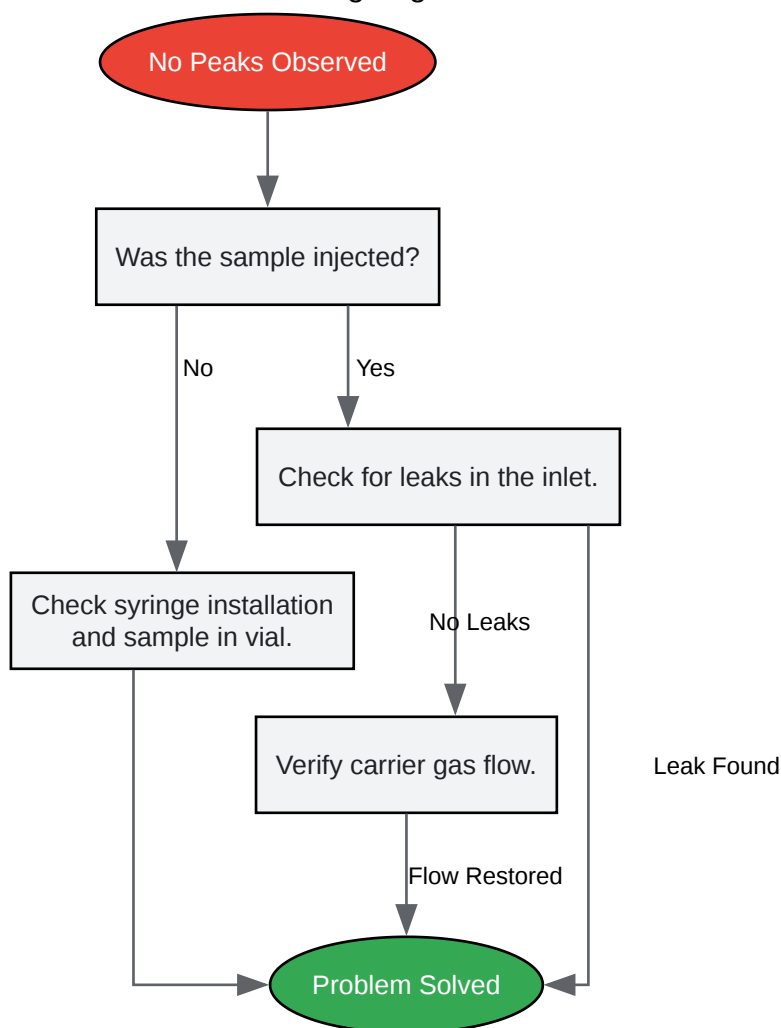 No Peaks Observed
Was the sample injected?
No
Yes
Check for leaks in the inlet.
Check syringe installation
and sample in vial.
No Leaks
Verify carrier gas flow.
Leak Found
Flow Restored
Problem Solved